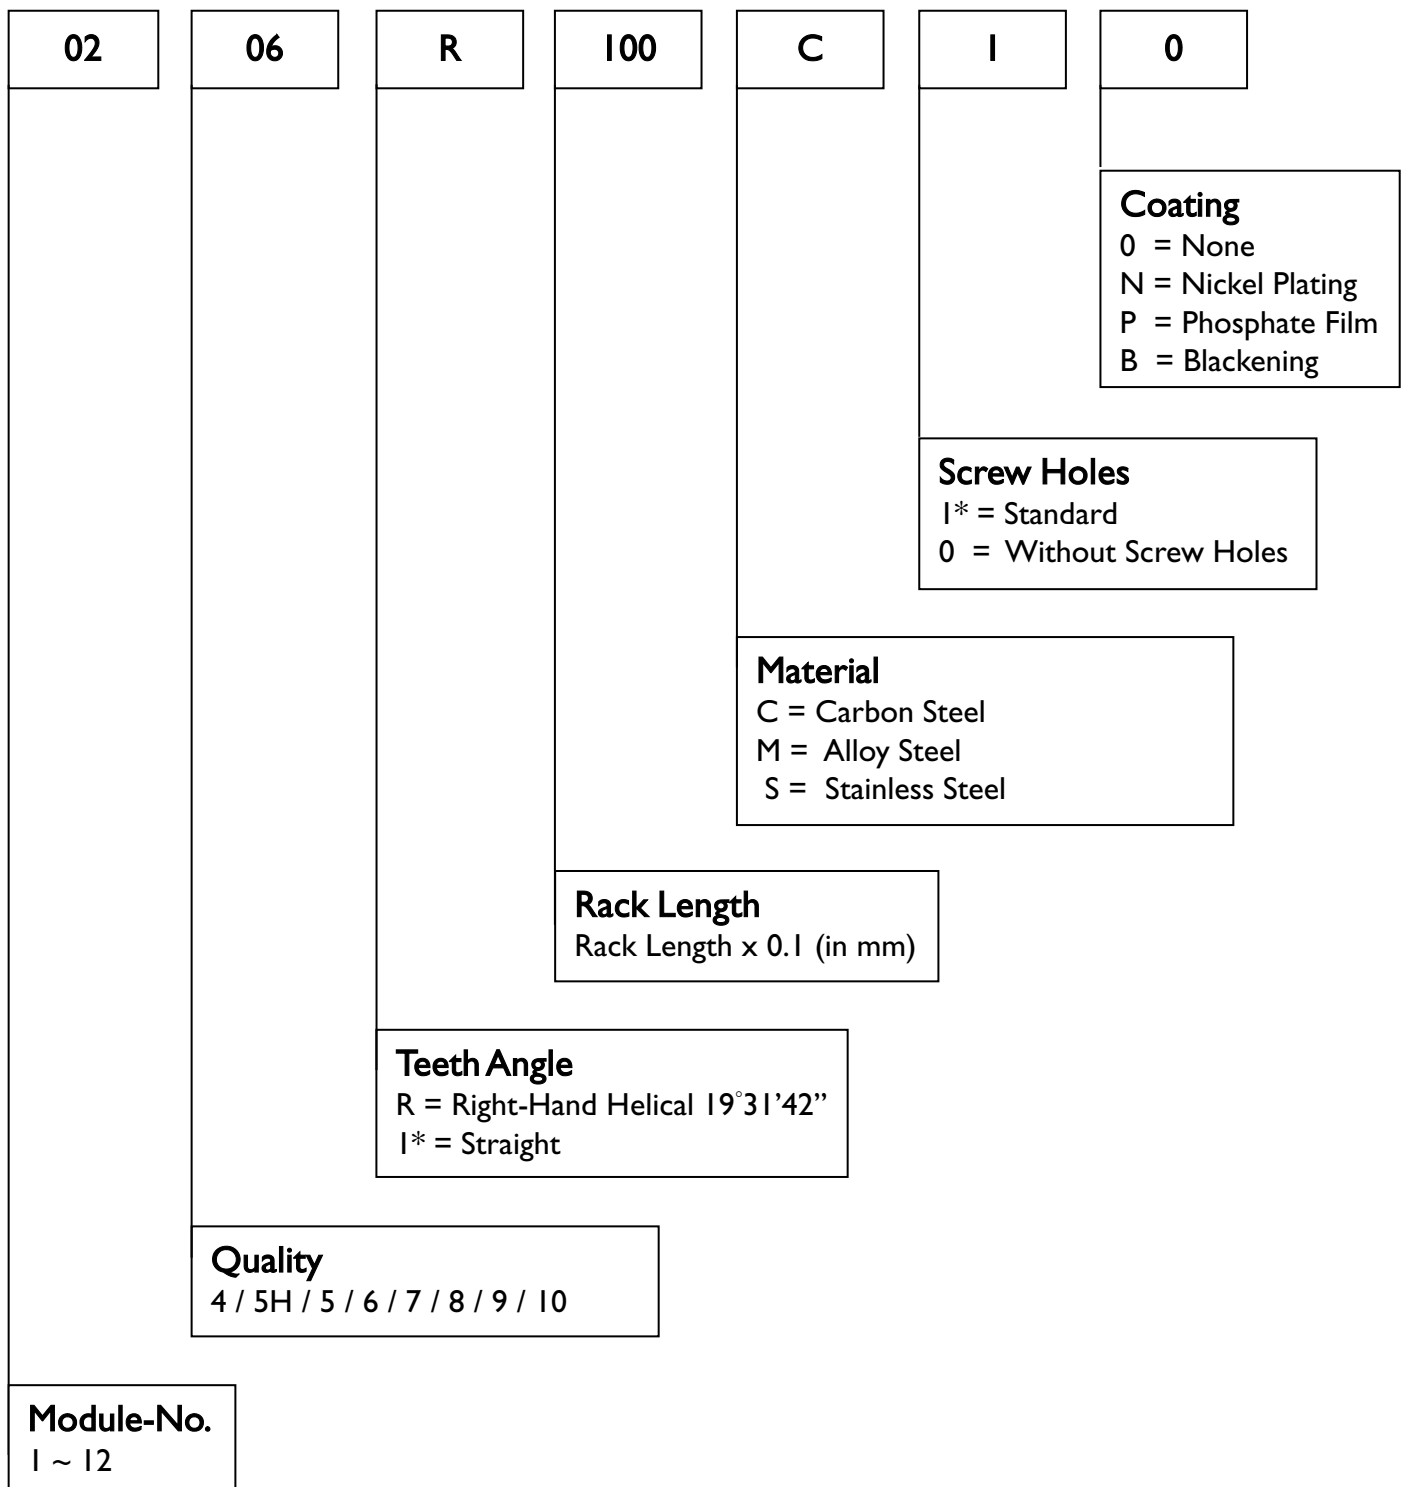 02 06 R 100 C 1 0
Coating
0 = None
N = Nickel Plating
P = Phosphate Film
B = Blackening
Screw Holes
1* = Standard
0 = Without Screw Holes
Material
C = Carbon Steel
M = Alloy Steel
S = Stainless Steel
Rack Length
Rack Length x 0.1 (in mm)
Teeth Angle
R = Right-Hand Helical 19°31’42”
1* = Straight
Quality
4 / 5H / 5 / 6 / 7 / 8 / 9 / 10
Module-No.
1 ~ 12